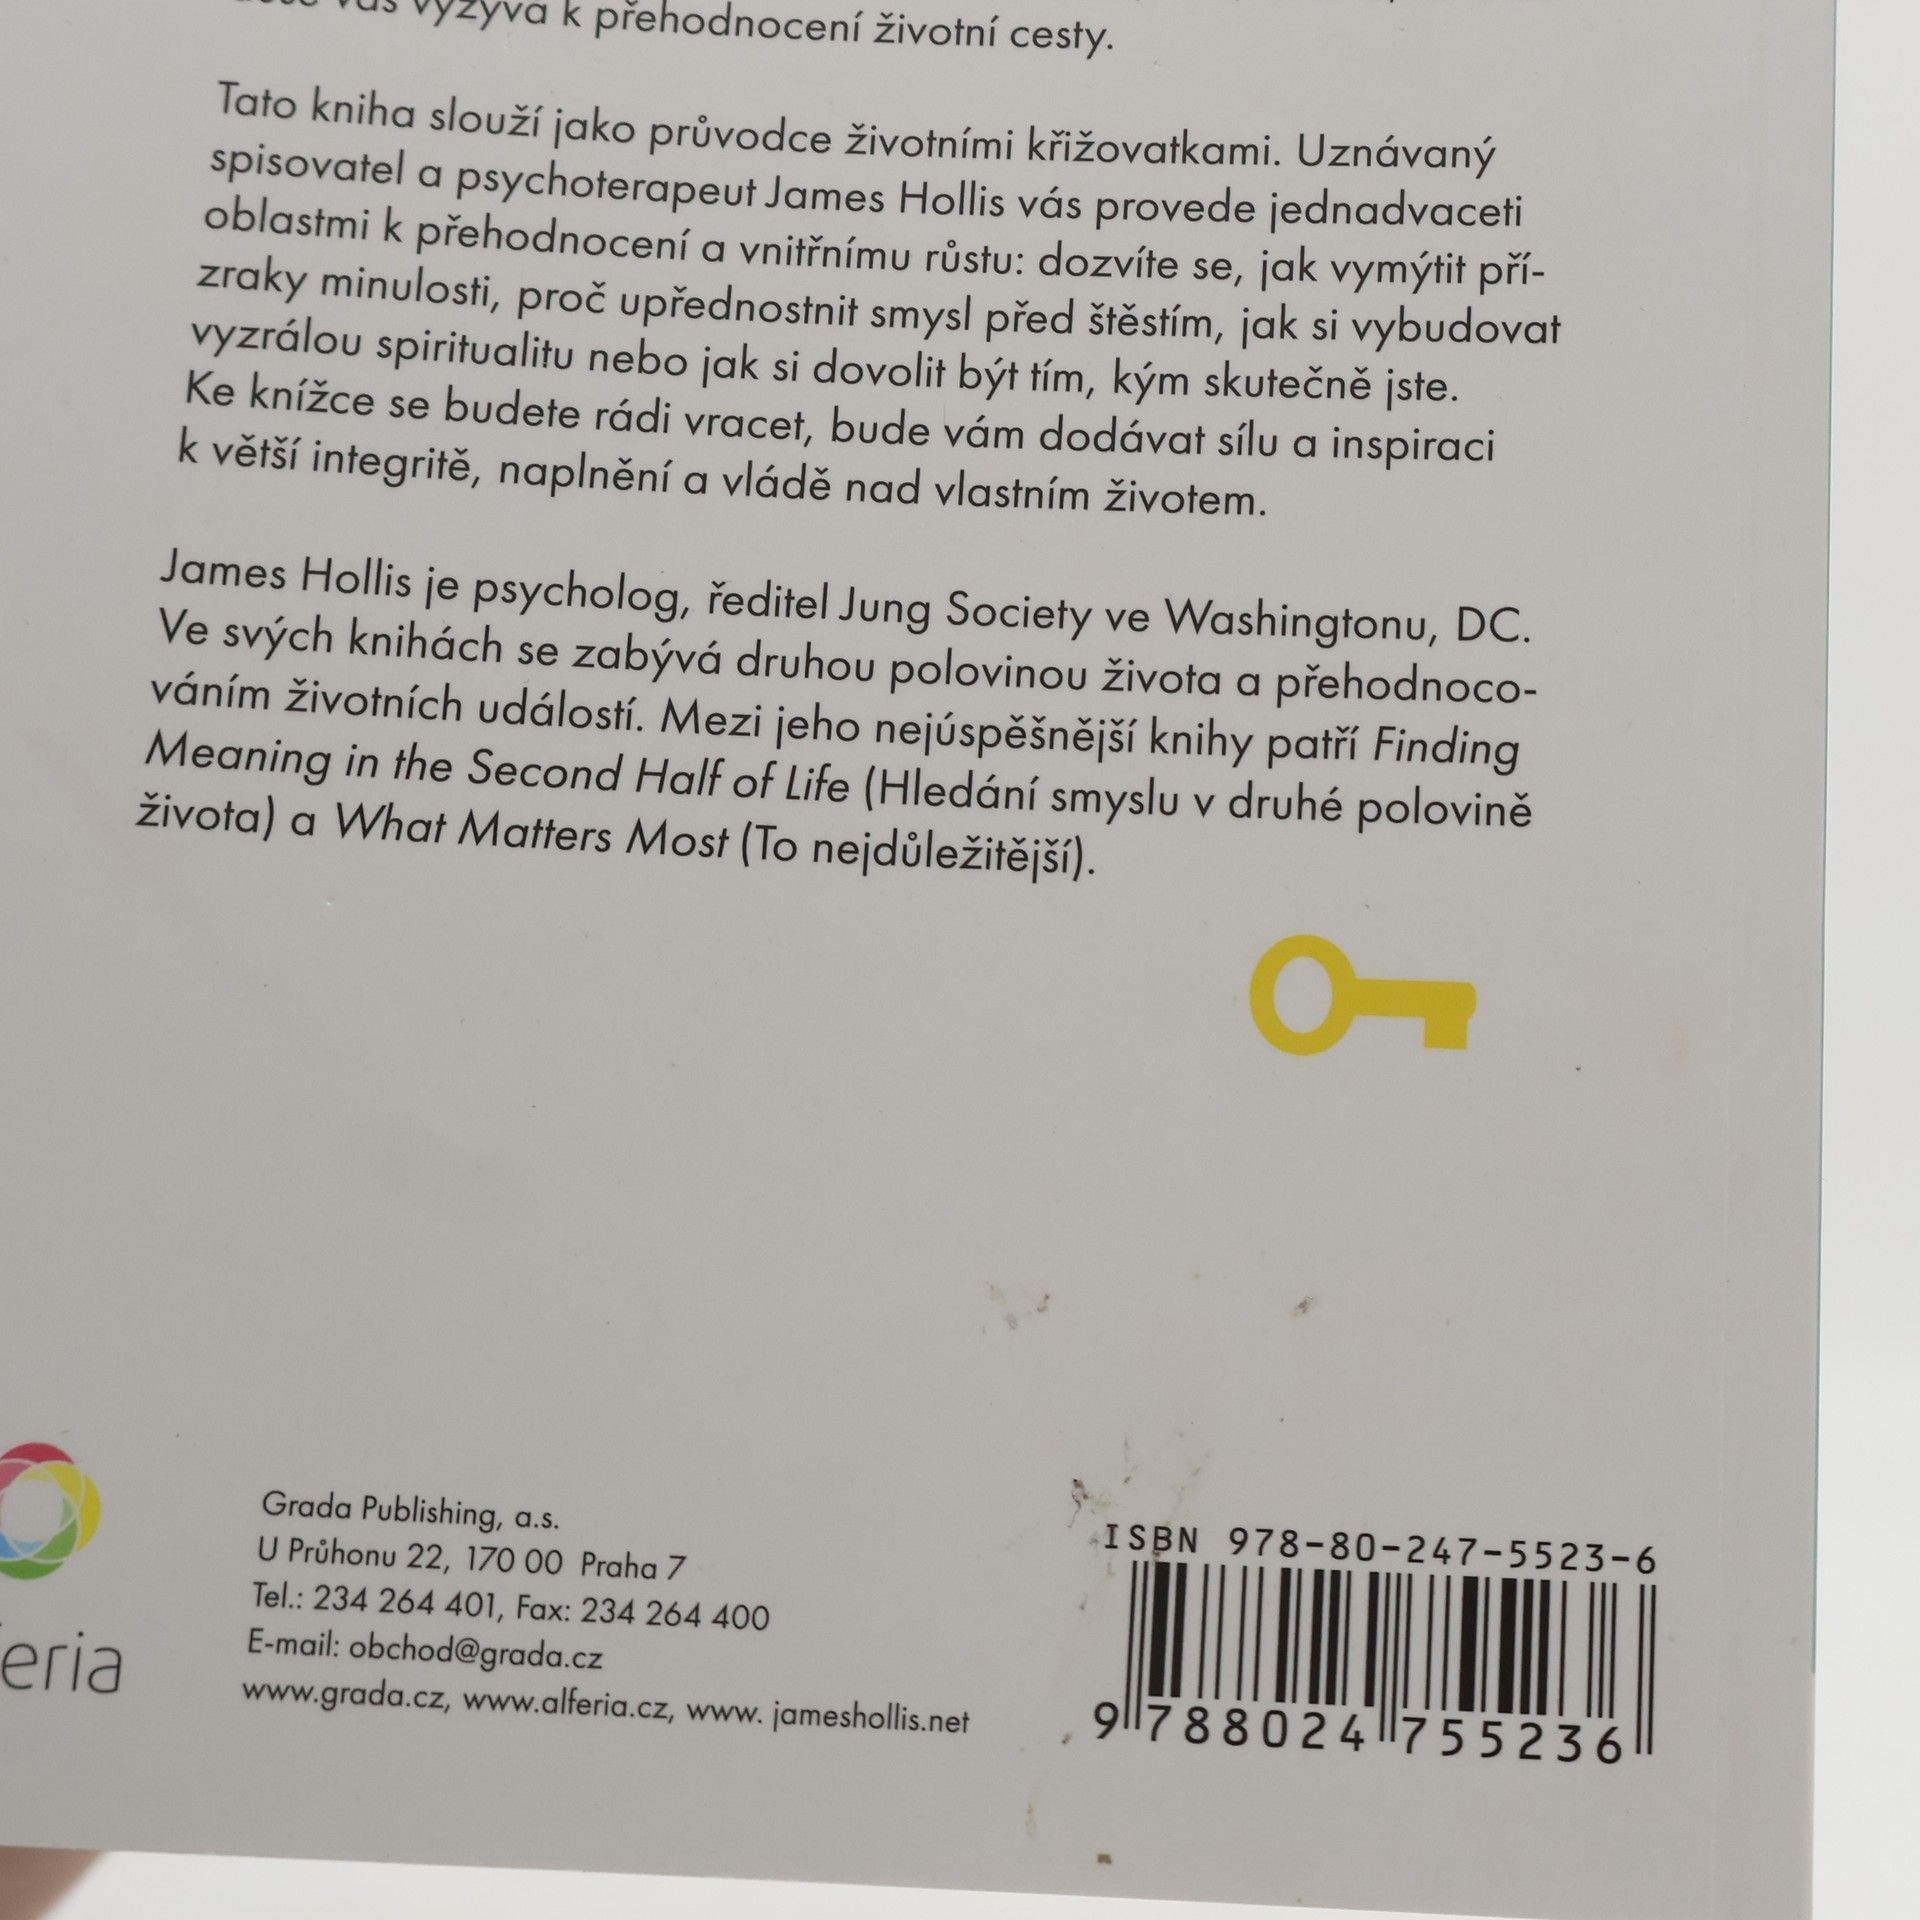 vás vyzývá k přehodnocení životní cesty.
Tato kniha slouží jako průvodce životními křižovatkami. Uznávaný
spisovatel a psychoterapeut James Hollis vás provede jednadvaceti
oblastmi k přehodnocení a vnitřnímu růstu: dozvíte se, jak vymýtit pří-
zraky minulosti, proč upřednostnit smysl před štěstím, jak si vybudovat
vyzrálou spiritualitu nebo jak si dovolit být tím, kým skutečně jste.
Ke knížce se budete rádi vracet, bude vám dodávat sílu a inspiraci
k větší integritě, naplnění a vládě nad vlastním životem.
James Hollis je psycholog, ředitel Jung Society ve Washingtonu, DC.
Ve svých knihách se zabývá druhou polovinou života a přehodnoco-
váním životních událostí. Mezi jeho nejúspěšnější knihy patří Finding
Meaning in the Second Half of Life (Hledání smyslu v druhé polovině
života) a What Matters Most (To nejdůležitější).
eria
Grada Publishing, a.s.
U Průhonu 22, 170 00 Praha 7
Tel.: 234 264 401, Fax: 234 264 400
E-mail: obchod@grada.cz
www.grada.cz, www.alferia.cz, www. jameshollis.net
ISBN 978-80-247-5523-6
9 788024 755236